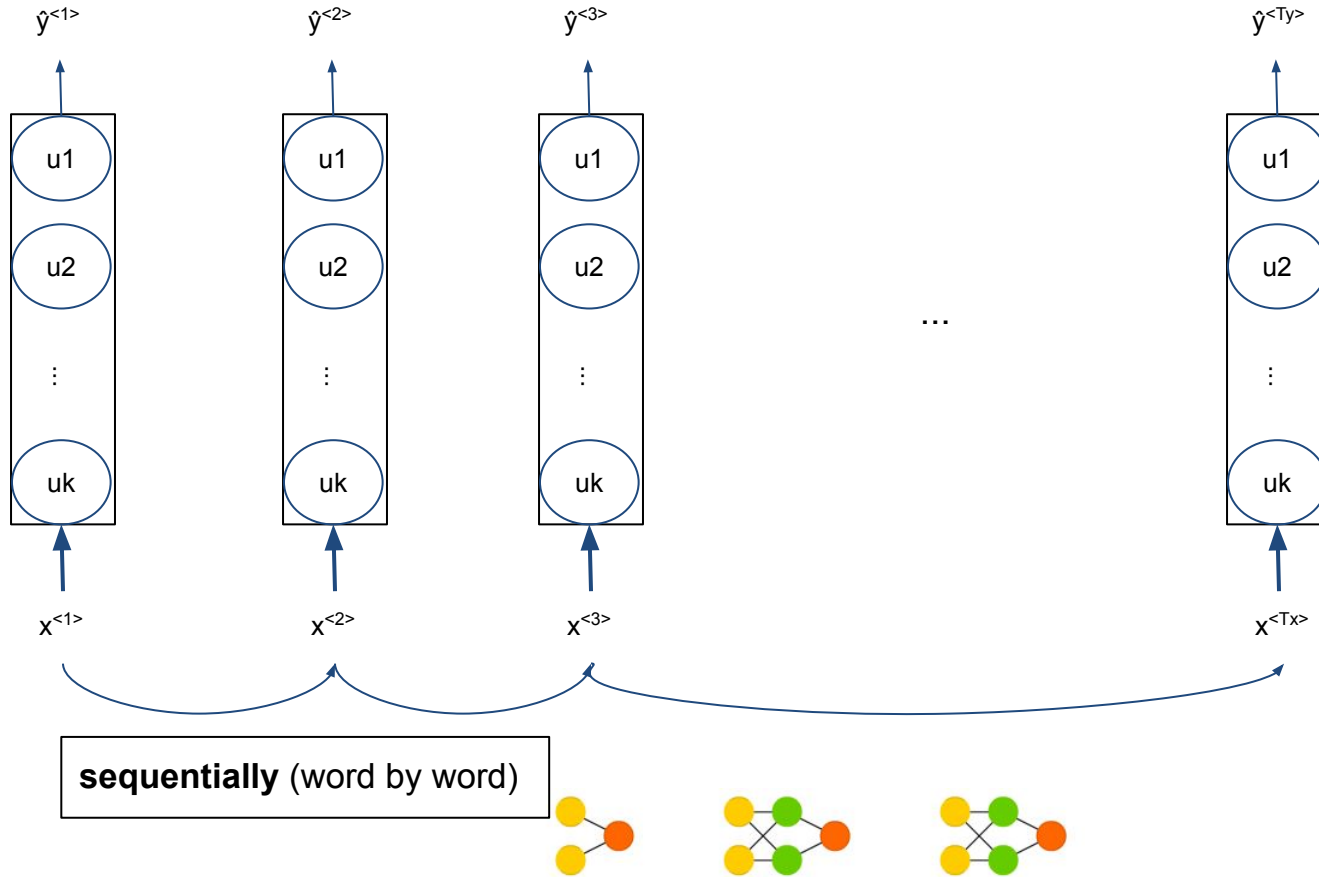 ŷ<1> ŷ<2> ŷ<3> ŷ<Ty>
u1 u1 u1 u1
u2 u2 u2 u2
...
⋮ ⋮ ⋮ ⋮
uk uk uk uk
x<1> x<2> x<3> x<Tx>
sequentially (word by word)